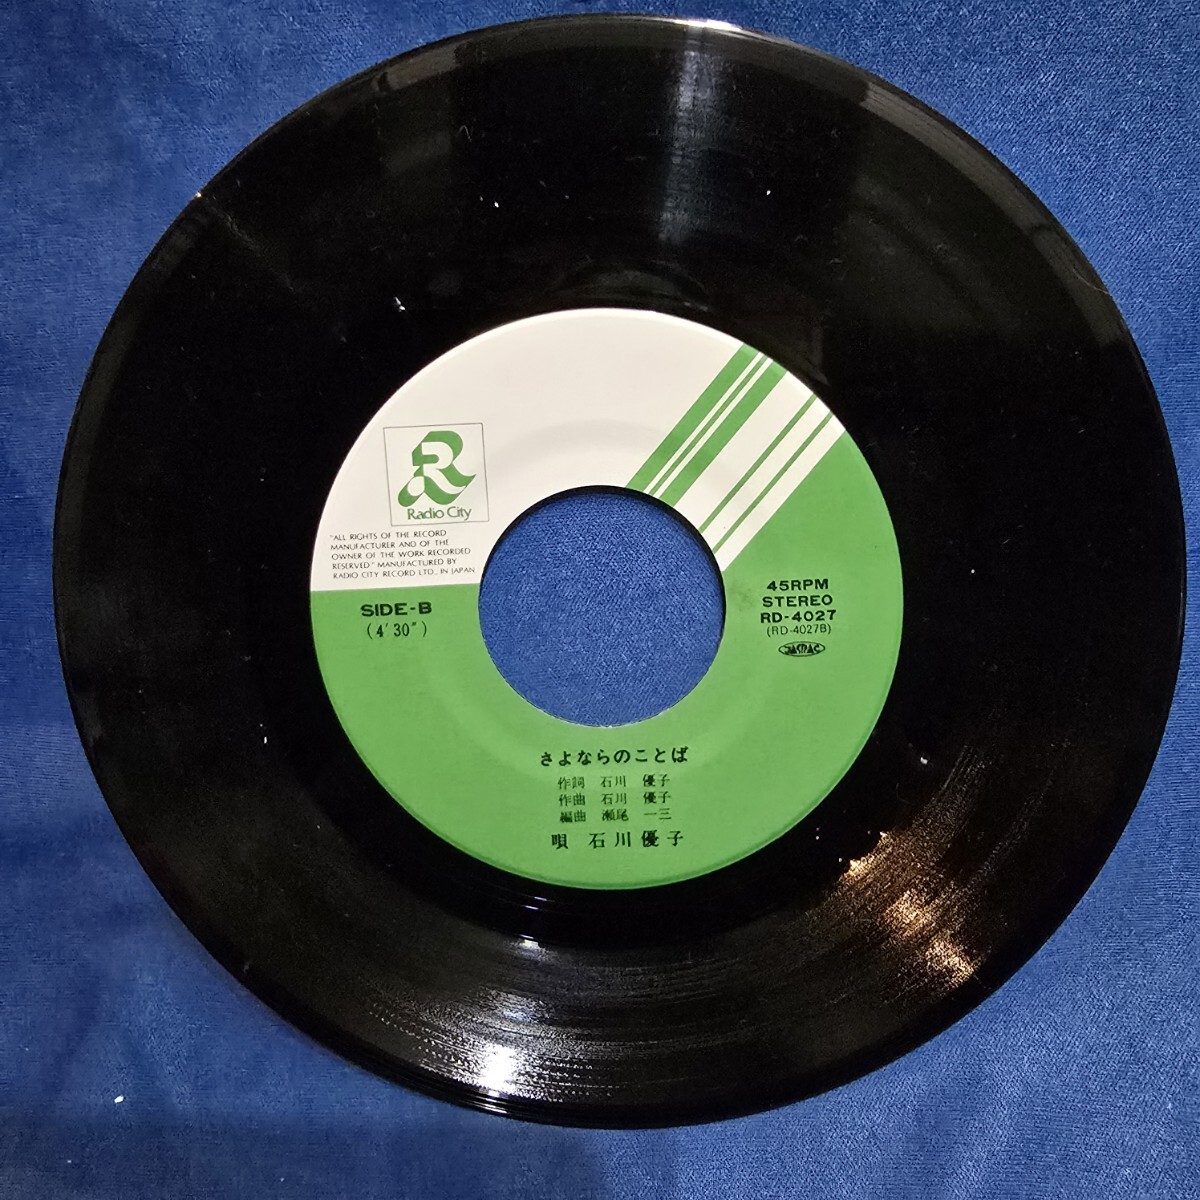 R
Radio City
"ALL RIGHTS OF THE RECORD
MANUFACTURER AND OF THE
OWNER OF THE WORK RECORDED
RESERVED" MANUFACTURED BY
RADIO CITY RECORD LTD., IN JAPAN.
SIDE-B
(4'30")
45RPM
STEREO
RD-4027
(RD-4027B)
JASRAC
さよならのことば
作詞 石川 優子
作曲 石川 優子
編曲 瀬尾 一三
唄 石川優子